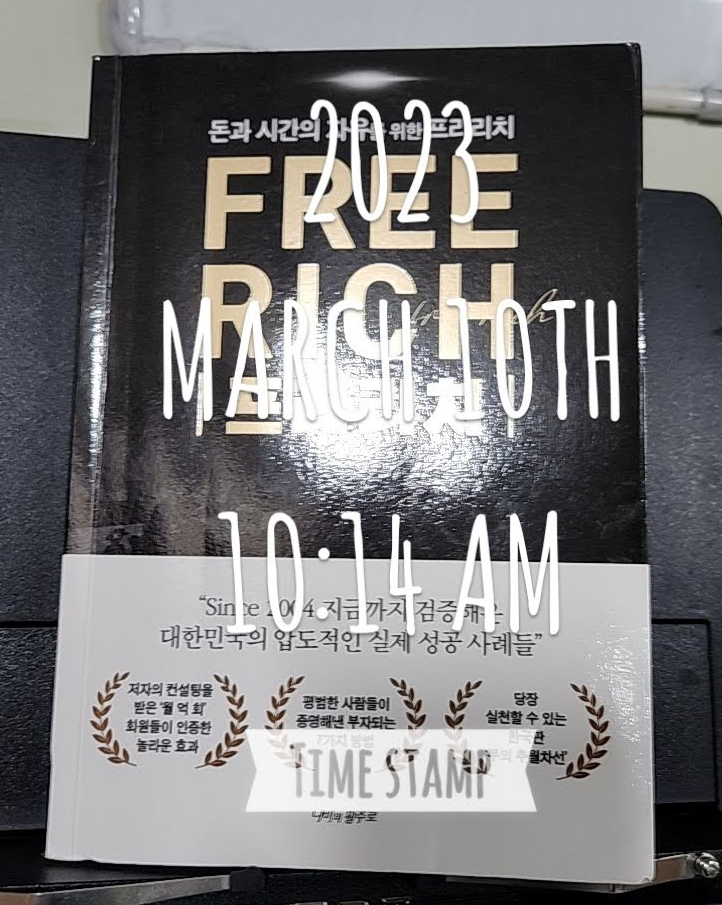 돈과 시간의 자유를 위한 프리리치
FREE
RICH
2023
MARCH 10TH
10:14 AM
"Since 2004 지금까지 검증해온
대한민국의 압도적인 실제 성공 사례들"
저자의 컨설팅을
받은 '월 억 회'
회원들이 인증한
놀라운 효과
평범한 사람들이
증명해낸 부자되는
7가지 방법
당장
실천할 수 있는
한국판
추월차선'
TIME STAMP